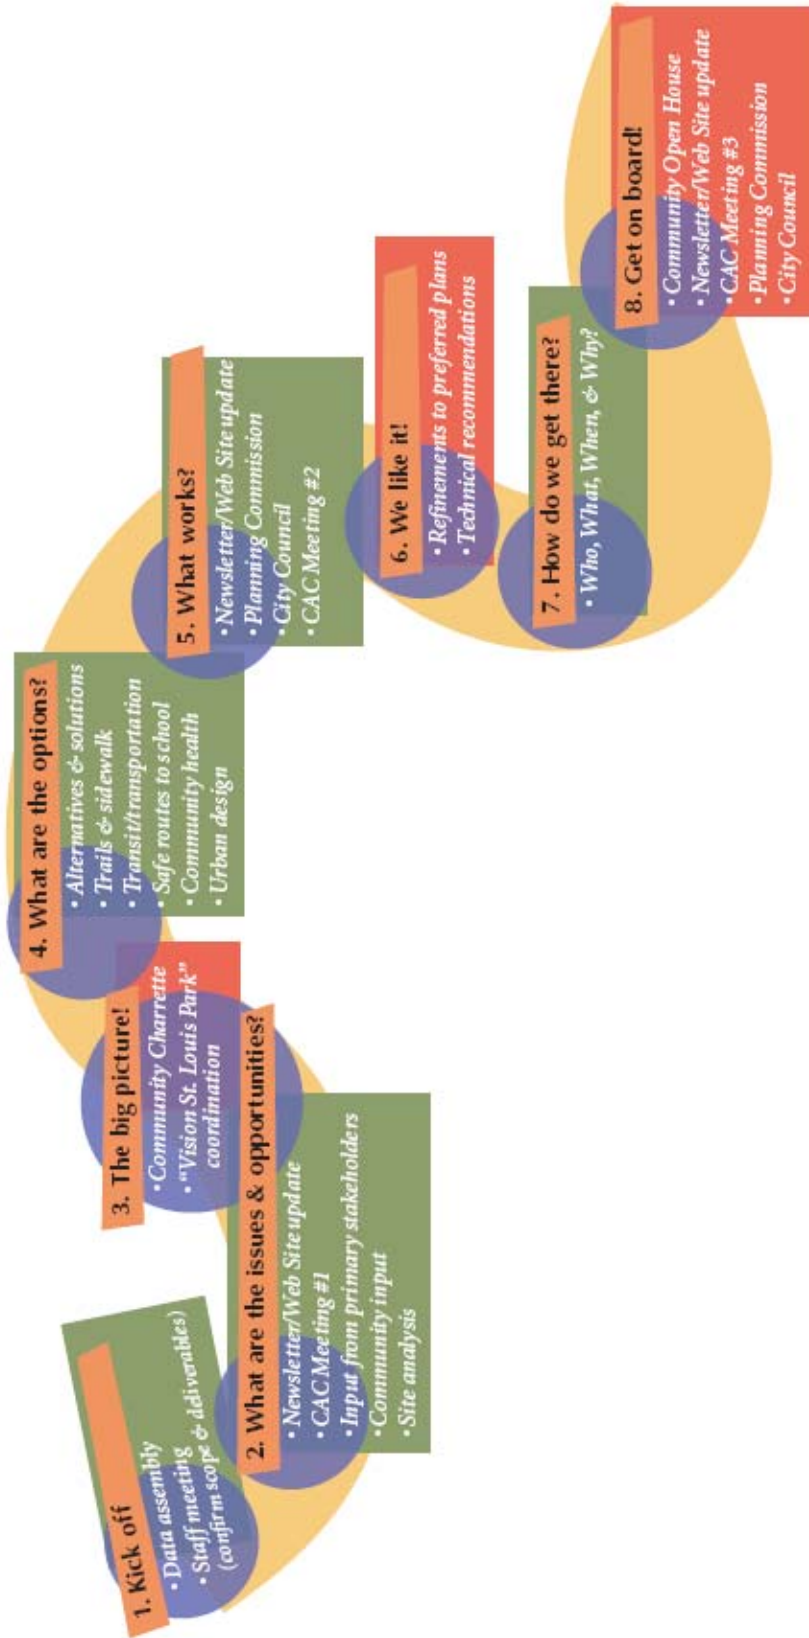 1. Kick off
• Data assembly
• Staff meeting
(confirm scope & deliverables)
2. What are the issues & opportunities?
• Newsletter/Web Site update
• CAC Meeting #1
• Input from primary stakeholders
• Community input
• Site analysis
3. The big picture!
• Community Charrette
• "Vision St. Louis Park"
coordination
4. What are the options?
• Alternatives & solutions
• Trails & sidewalk
• Transit/transportation
• Safe routes to school
• Community health
• Urban design
5. What works?
• Newsletter/Web Site update
• Planning Commission
• City Council
• CAC Meeting #2
6. We like it!
• Refinements to preferred plans
• Technical recommendations
7. How do we get there?
• Who, What, When, & Why?
8. Get on board!
• Community Open House
• Newsletter/Web Site update
• CAC Meeting #3
• Planning Commission
• City Council